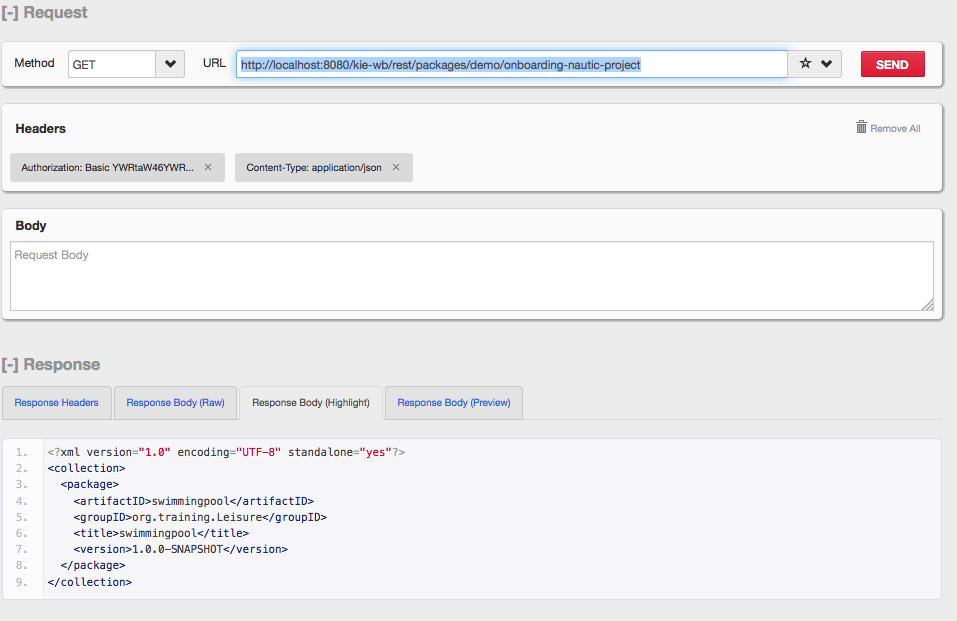 [-] Request
Method GET URL http://localhost:8080/kie-wb/rest/packages/demo/onboarding-nautic-project SEND
Headers Remove All
Authorization: Basic YWRtaW46YWR... × Content-Type: application/json ×
Body
Request Body
[-] Response
Response Headers Response Body (Raw) Response Body (Highlight) Response Body (Preview)
1. <?xml version="1.0" encoding="UTF-8" standalone="yes"?>
2. <collection>
3. <package>
4. <artifactID>swimmingpool</artifactID>
5. <groupID>org.training.Leisure</groupID>
6. <title>swimmingpool</title>
7. <version>1.0.0-SNAPSHOT</version>
8. </package>
9. </collection>